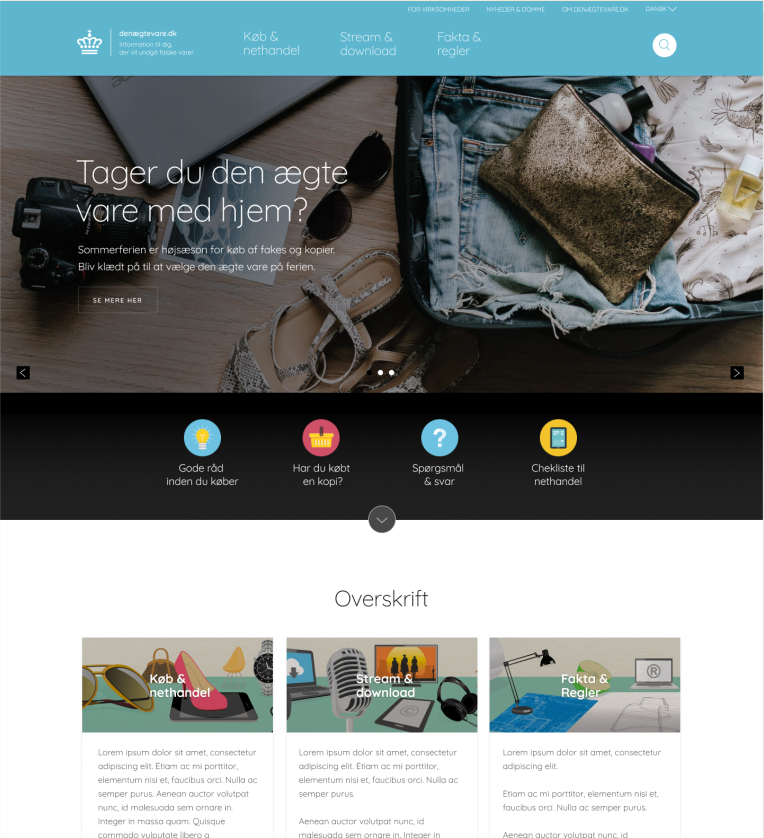 FOR VIRKSOMHEDER NYHEDER & DOMME OM DENÆGTEVARE.DK DANSK
denægtevare.dk
Information til dig,
der vil undgå falske varer
Køb &
nethandel
Stream &
download
Fakta &
regler
Tager du den ægte
vare med hjem?
Sommerferien er højsæson for køb af fakes og kopier.
Bliv klædt på til at vælge den ægte vare på ferien.
SE MERE HER
Gode råd
inden du køber
Har du købt
en kopi?
?
Spørgsmål
& svar
Chekliste til
nethandel
Overskrift
Køb &
nethandel
Lorem ipsum dolor sit amet, consectetur
adipiscing elit. Etiam ac mi porttitor,
elementum nisi et, faucibus orci. Nulla ac
semper purus. Aenean auctor volutpat
nunc, id malesuada sem ornare in.
Integer in massa quam. Quisque
commodo vulputate libero a
Stream &
download
C
Lorem ipsum dolor sit amet, consectetur
adipiscing elit. Etiam ac mi porttitor,
elementum nisi et, faucibus orci. Nulla ac
semper purus.
Aenean auctor volutpat nunc, id
malesuada sem ornare in. Integer in
Fakta &
Regler
®
Lorem ipsum dolor sit amet, consectetur
adipiscing elit.
Etiam ac mi porttitor, elementum nisi et,
faucibus orci. Nulla ac semper purus.
Aenean auctor volutpat nunc, id